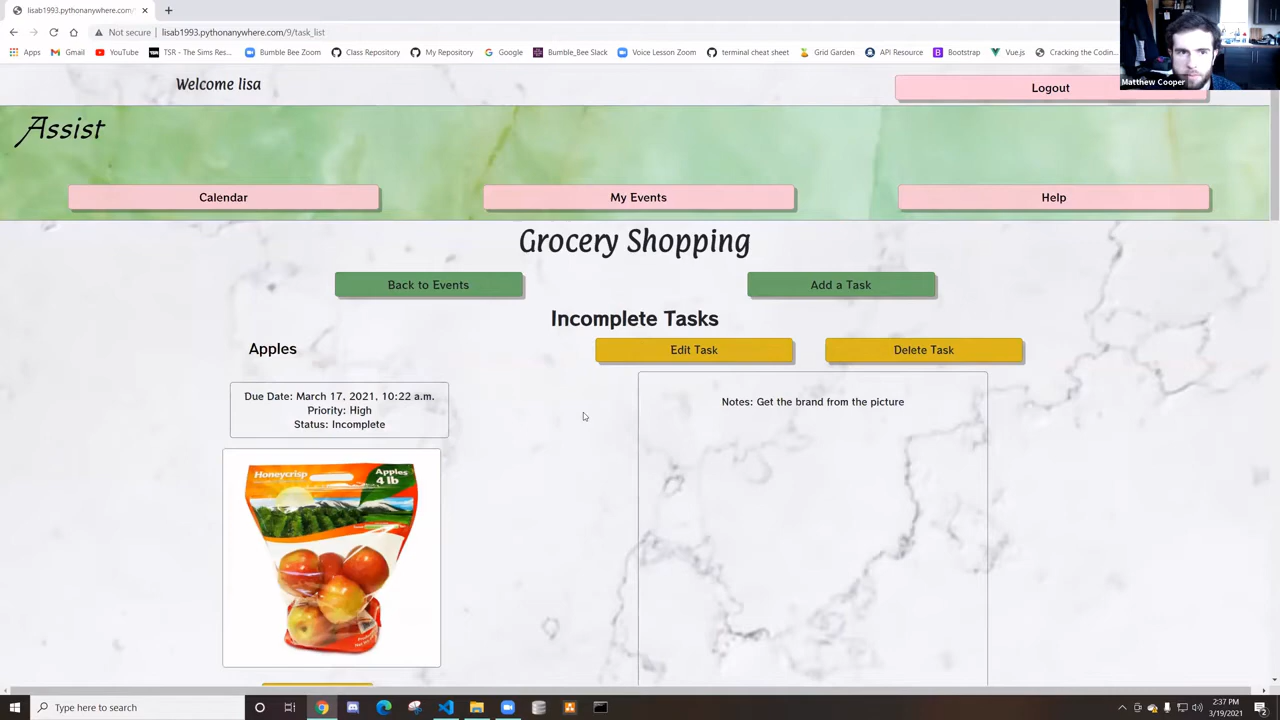 lisab1993.pythonanywhere.com/
Not secure | lisab1993.pythonanywhere.com/9/task_list
Apps Gmail YouTube TSR - The Sims Res... Bumble Bee Zoom Class Repository My Repository Google Bumble_Bee Slack Voice Lesson Zoom terminal cheat sheet Grid Garden API Resource Bootstrap Vue.js Cracking the Codin...
Matthew Cooper
Welcome lisa
Logout
Assist
Calendar My Events Help
Grocery Shopping
Back to Events Add a Task
Incomplete Tasks
Apples
Edit Task Delete Task
Due Date: March 17, 2021, 10:22 a.m.
Priority: High
Status: Incomplete
Notes: Get the brand from the picture
Honeycrisp
Apples
4 lb
Type here to search
2:37 PM
3/19/2021
2